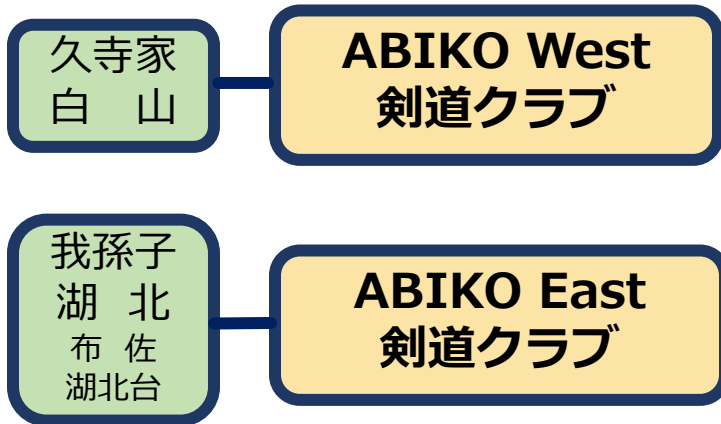 久寺家
白　山
ABIKO West
剣道クラブ
我孫子
湖　北
布　佐
湖北台
ABIKO East
剣道クラブ